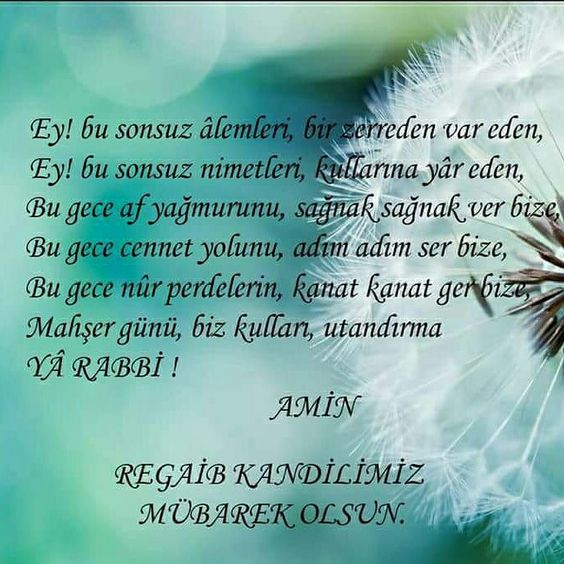 Ey! bu sonsuz âlemleri, bir zerreden var eden,
Ey! bu sonsuz nimetleri, kullarına yâr eden,
Bu gece af yağmurunu, sağnak sağnak ver bize,
Bu gece cennet yolunu, adım adım ser bize,
Bu gece nûr perdelerin, kanat kanat ger bize,
Mahşer günü, biz kulları, utandırma
YÂ RABBİ !
AMİN
REGAİB KANDİLİMİZ
MÜBAREK OLSUN.